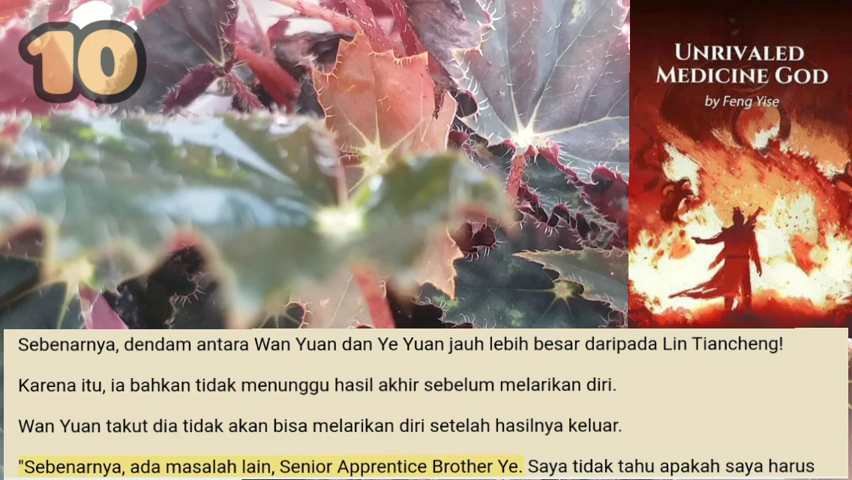 10
UNRIVALED
MEDICINE GOD
by Feng Yise
Sebenarnya, dendam antara Wan Yuan dan Ye Yuan jauh lebih besar daripada Lin Tiancheng!
Karena itu, ia bahkan tidak menunggu hasil akhir sebelum melarikan diri.
Wan Yuan takut dia tidak akan bisa melarikan diri setelah hasilnya keluar.
"Sebenarnya, ada masalah lain, Senior Apprentice Brother Ye. Saya tidak tahu apakah saya harus